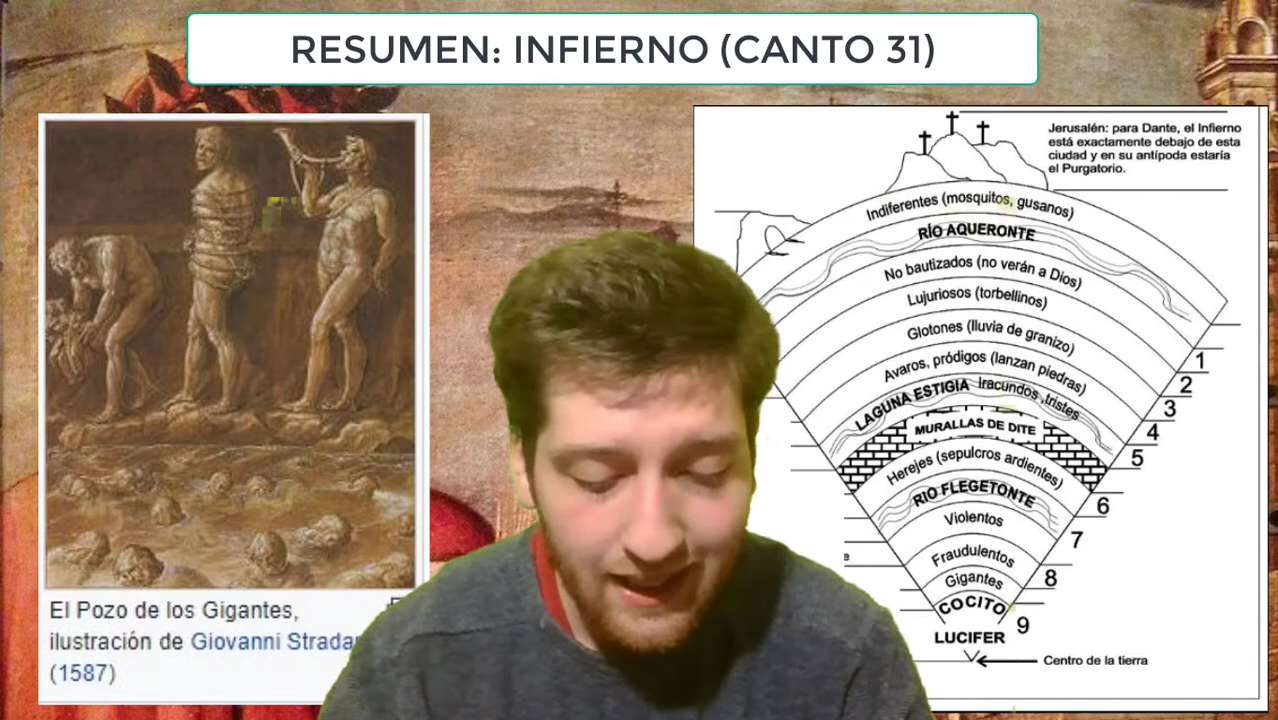 RESUMEN: INFIERNO (CANTO 31)
El Pozo de los Gigantes,
ilustración de Giovanni
(1587)
Jerusalén: para Dante, el Infierno
está exactamente debajo de esta
ciudad y en su antípoda estaría
el Purgatorio.
Indiferentes (mosquitos, gusanos)
RÍO AQUERONTE
No bautizados (no verán a Dios)
Lujuriosos (torbellinos)
Glotones (lluvia de granizo)
Avaros, pródigos (lanzan piedras)
LAGUNA ESTIGIA Iracundos ,tristes
MURALLAS DE DITE
Herejes (sepulcros ardientes)
RIO FLEGETONTE
Violentos
Fraudulentos
Gigantes
COCITO
LUCIFER
Centro de la tierra
1
2
3
4
5
6
7
8
9